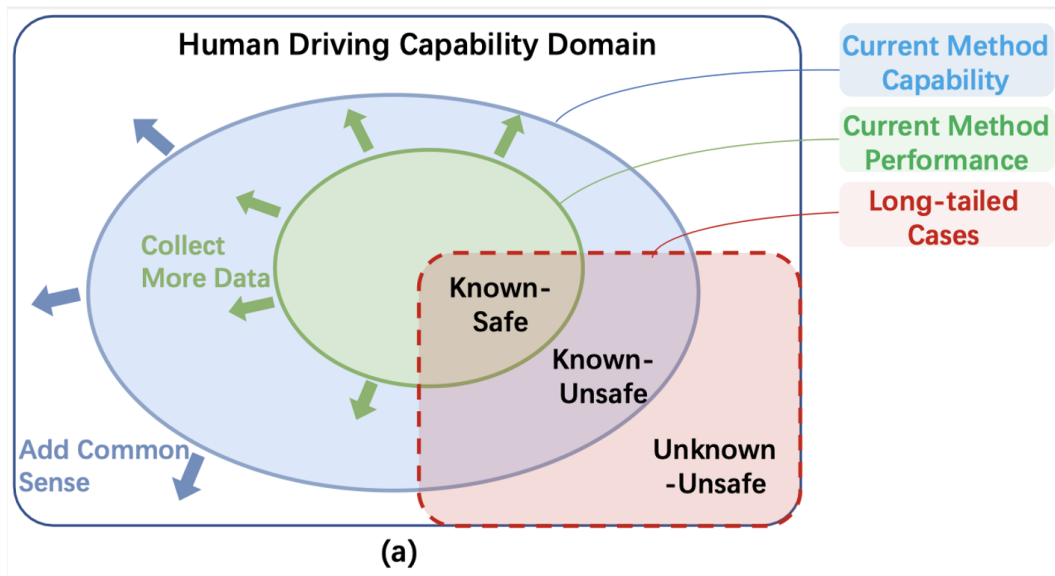 Human Driving Capability Domain
Current Method
Capability
Current Method
Performance
Long-tailed
Cases
Collect
More Data
Known-
Safe
Known-
Unsafe
Add Common
Sense
Unknown
-Unsafe
(a)